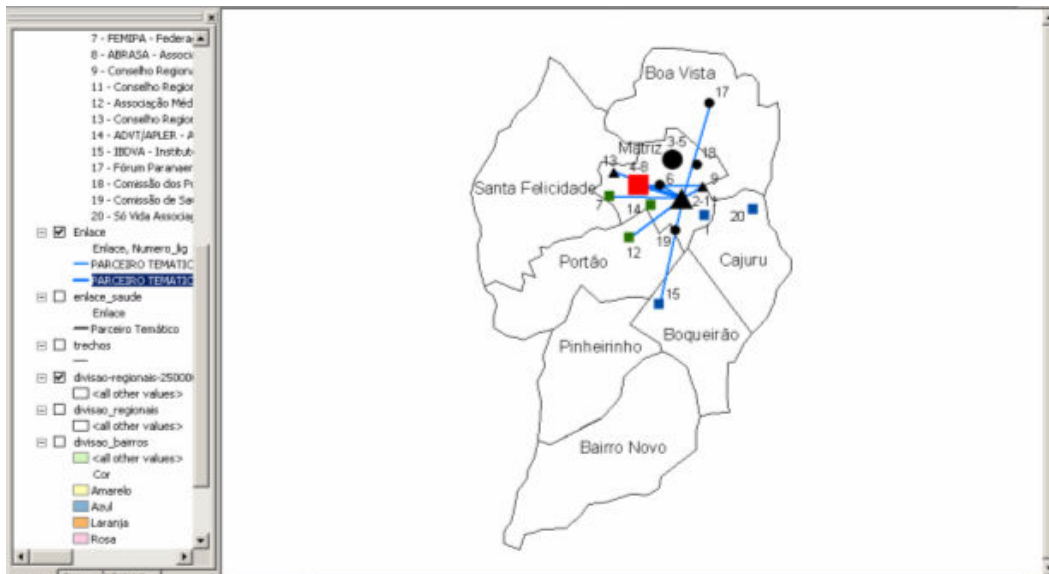 7 - FEMIPA - Federa
8 - ABRASA - Associ
9 - Conselho Region
11 - Conselho Region
12 - Associação Méd
13 - Conselho Region
14 - ADVT/APLER - A
15 - IBDVA - Institut
17 - Fórum Paranaer
18 - Comissão dos P
19 - Comissão de Sa
20 - Só Vida Associa
Enlace
Enlace, Numero_lig
PARCEIRO TEMATIC
PARCEIRO TEMATIC
enlace_saude
Enlace
Parceiro Temático
trechos
divisao-regionais-25000
<all other values>
divisao_regionais
<all other values>
divisao_bairros
<all other values>
Cor
Amarelo
Azul
Laranja
Rosa
Boa Vista
17
Matriz
3-5
18
13
4-8
6
9
Santa Felicidade
7
14
2-11
1
20
12
19
Portão
Cajuru
15
Boqueirão
Pinheirinho
Bairro Novo